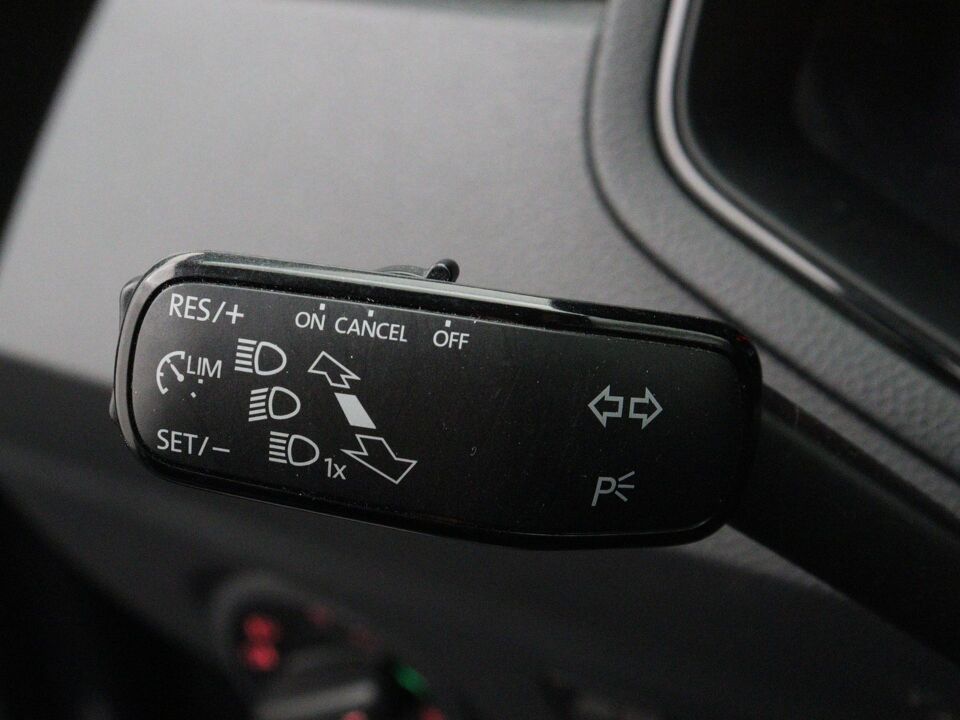 RES/+
ON CANCEL OFF
LIM
SET/−
1x
P